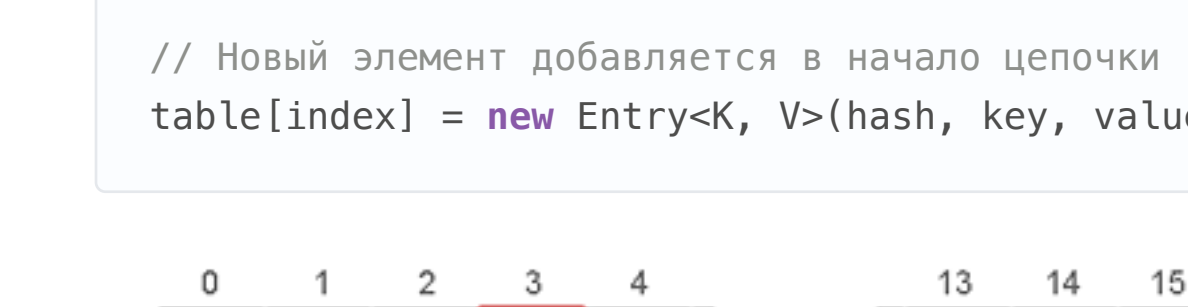 // Новый элемент добавляется в начало цепочки
table[index] = new Entry<K, V>(hash, key, value
0 1 2 3 4 13 14 15